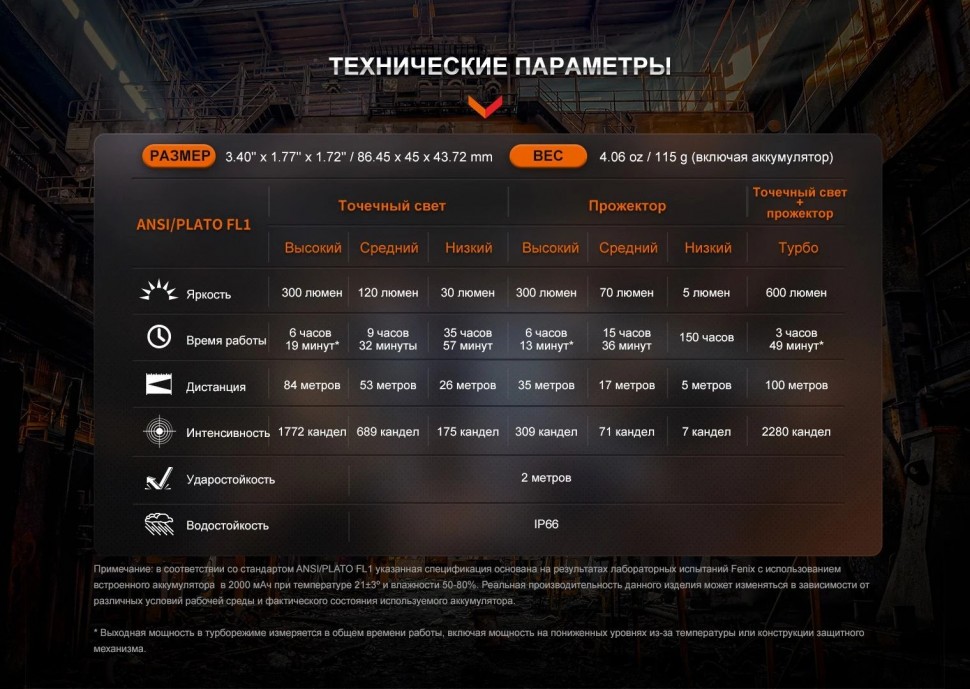 ТЕХНИЧЕСКИЕ ПАРАМЕТРЫ
РАЗМЕР 3.40" x 1.77" x 1.72" / 86.45 x 45 x 43.72 mm ВЕС 4.06 oz / 115 g (включая аккумулятор)
ANSI/PLATO FL1 Точечный свет Прожектор Точечный свет + прожектор
Высокий Средний Низкий Высокий Средний Низкий Турбо
Яркость 300 люмен 120 люмен 30 люмен 300 люмен 70 люмен 5 люмен 600 люмен
Время работы 6 часов 19 минут* 9 часов 32 минуты 35 часов 57 минут 6 часов 13 минут* 15 часов 36 минут 150 часов 3 часа 49 минут*
Дистанция 84 метров 53 метров 26 метров 35 метров 17 метров 5 метров 100 метров
Интенсивность 1772 кандел 689 кандел 175 кандел 309 кандел 71 кандел 7 кандел 2280 кандел
Ударостойкость 2 метров
Водостойкость IP66
Примечание: в соответствии со стандартом ANSI/PLATO FL1 указанная спецификация основана на результатах лабораторных испытаний Fenix с использованием
встроенного аккумулятора в 2000 мАч при температуре 21±3º и влажности 50-80%. Реальная производительность данного изделия может изменяться в зависимости от
различных условий рабочей среды и фактического состояния используемого аккумулятора.
* Выходная мощность в турборежиме измеряется в общем времени работы, включая мощность на пониженных уровнях из-за температуры или конструкции защитного
механизма.